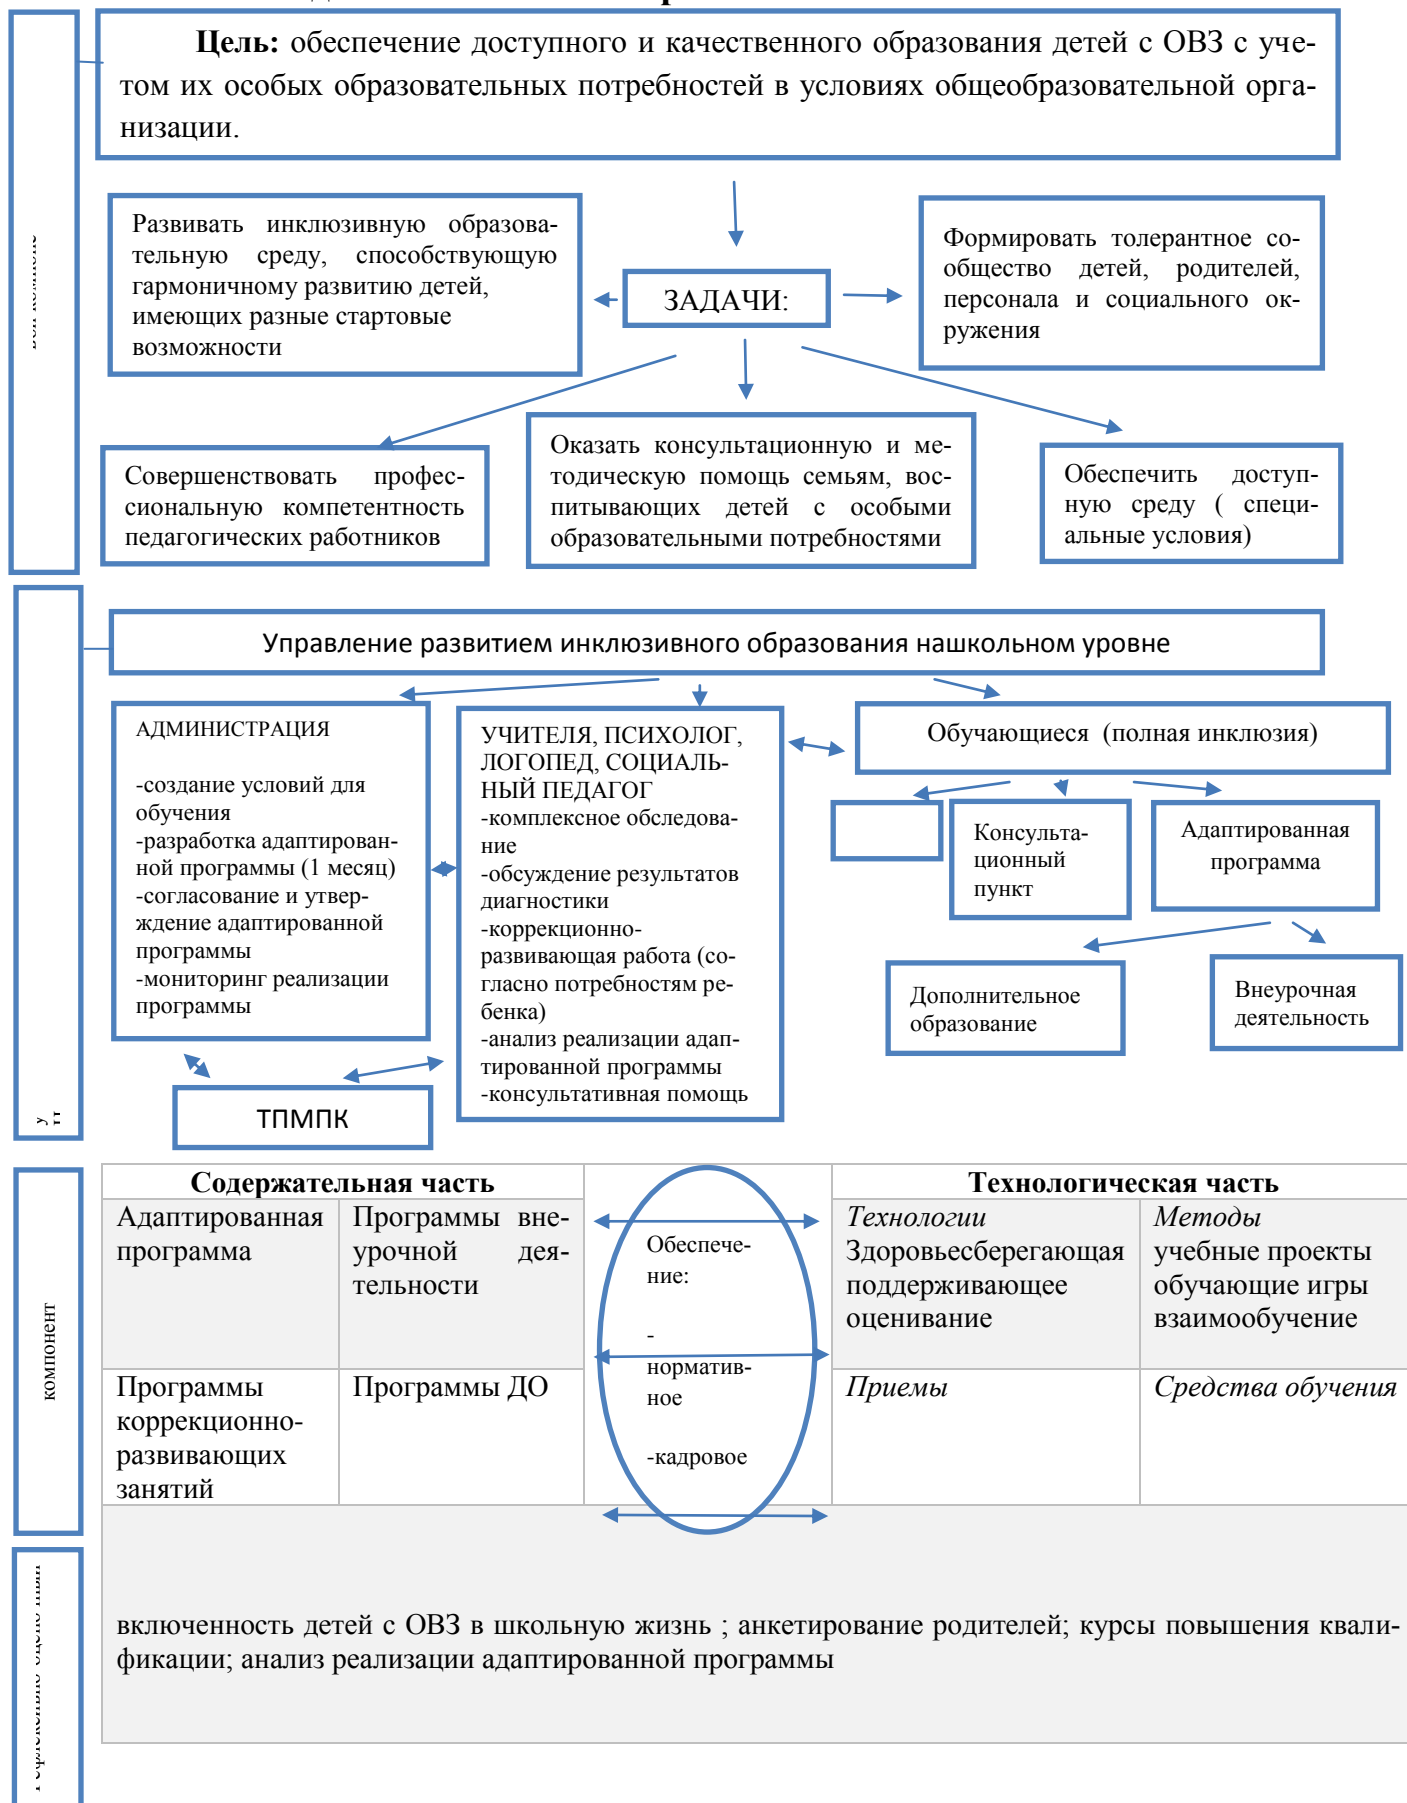 Цель: обеспечение доступного и качественного образования детей с ОВЗ с уче-
том их особых образовательных потребностей в условиях общеобразовательной орга-
низации.
Развивать инклюзивную образова-
тельную среду, способствующую
гармоничному развитию детей,
имеющих разные стартовые
возможности
ЗАДАЧИ:
Формировать толерантное со-
общество детей, родителей,
персонала и социального ок-
ружения
Совершенствовать профес-
сиональную компетентность
педагогических работников
Оказать консультационную и ме-
тодическую помощь семьям, вос-
питывающих детей с особыми
образовательными потребностями
Обеспечить доступ-
ную среду ( специ-
альные условия)
Управление развитием инклюзивного образования нашкольном уровне
АДМИНИСТРАЦИЯ
-создание условий для
обучения
-разработка адаптирован-
ной программы (1 месяц)
-согласование и утвер-
ждение адаптированной
программы
-мониторинг реализации
программы
УЧИТЕЛЯ, ПСИХОЛОГ,
ЛОГОПЕД, СОЦИАЛЬ-
НЫЙ ПЕДАГОГ
-комплексное обследова-
ние
-обсуждение результатов
диагностики
-коррекционно-
развивающая работа (со-
гласно потребностям ре-
бенка)
-анализ реализации адап-
тированной программы
-консультативная помощь
Обучающиеся (полная инклюзия)
Консульта-
ционный
пункт
Адаптированная
программа
Дополнительное
образование
Внеурочная
деятельность
ТПМПК
компонент
Содержательная часть
Адаптированная
программа
Программы вне-
урочной дея-
тельности
Программы
коррекционно-
развивающих
занятий
Программы ДО
Обеспече-
ние:
-
норматив-
ное
-кадровое
Технологическая часть
Технологии
Здоровьесберегающая
поддерживающее
оценивание
Методы
учебные проекты
обучающие игры
взаимообучение
Приемы
Средства обучения
включенность детей с ОВЗ в школьную жизнь ; анкетирование родителей; курсы повышения квали-
фикации; анализ реализации адаптированной программы